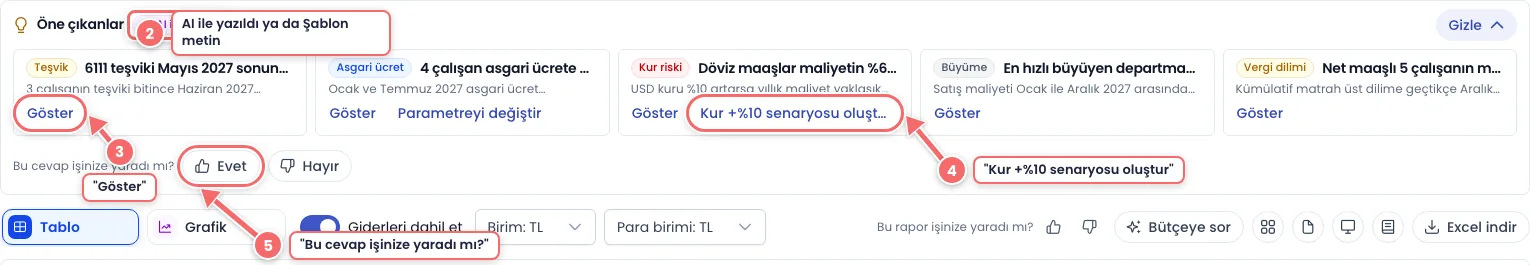 Öne çıkanlar
2
AI ile yazıldı ya da Şablon
metin
Gizle
Teşvik
6111 teşviki Mayıs 2027 sonun...
3 çalışanın teşviki bitince Haziran 2027...
Göster
Asgari ücret
4 çalışan asgari ücrete ...
Ocak ve Temmuz 2027 asgari ücret...
Göster
Parametreyi değiştir
Kur riski
Döviz maaşlar maliyetin %6...
USD kuru %10 artarsa yıllık maliyet yaklaşık...
Göster
Kur +%10 senaryosu oluşt...
Büyüme
En hızlı büyüyen departma...
Satış maliyeti Ocak ile Aralık 2027 arasında...
Göster
Vergi dilimi
Net maaşlı 5 çalışanın m...
Kümülatif matrah üst dilime geçtikçe Aralık...
Göster
3
"Göster"
4
"Kur +%10 senaryosu oluştur"
Bu cevap işinize yaradı mı?
Evet
Hayır
5
"Bu cevap işinize yaradı mı?"
Tablo
Grafik
Giderleri dahil et
Birim: TL
Para birimi: TL
Bu rapor işinize yaradı mı?
Bütçeye sor
Excel indir